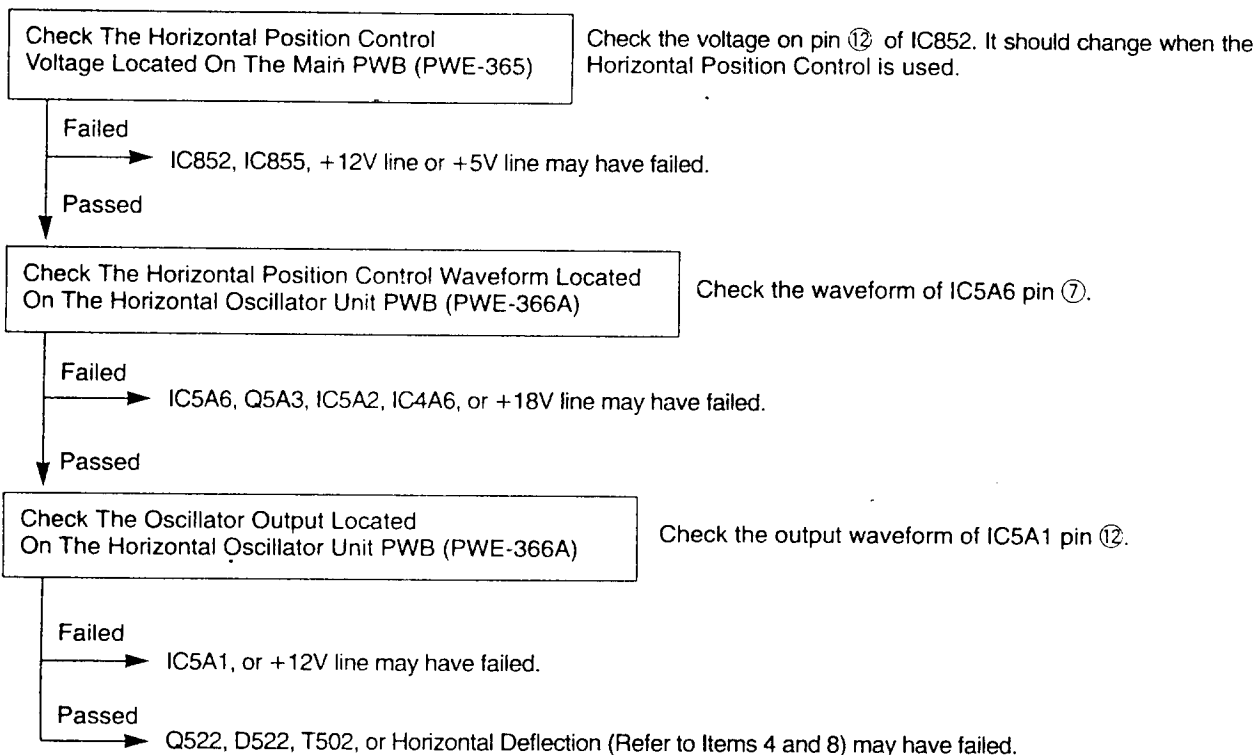 Check The Horizontal Position Control
Voltage Located On The Main PWB (PWE-365)
Check the voltage on pin ⑫ of IC852. It should change when the
Horizontal Position Control is used.
Failed
IC852, IC855, +12V line or +5V line may have failed.
Passed
Check The Horizontal Position Control Waveform Located
On The Horizontal Oscillator Unit PWB (PWE-366A)
Check the waveform of IC5A6 pin ⑦.
Failed
IC5A6, Q5A3, IC5A2, IC4A6, or +18V line may have failed.
Passed
Check The Oscillator Output Located
On The Horizontal Oscillator Unit PWB (PWE-366A)
Check the output waveform of IC5A1 pin ⑫.
Failed
IC5A1, or +12V line may have failed.
Passed
Q522, D522, T502, or Horizontal Deflection (Refer to Items 4 and 8) may have failed.